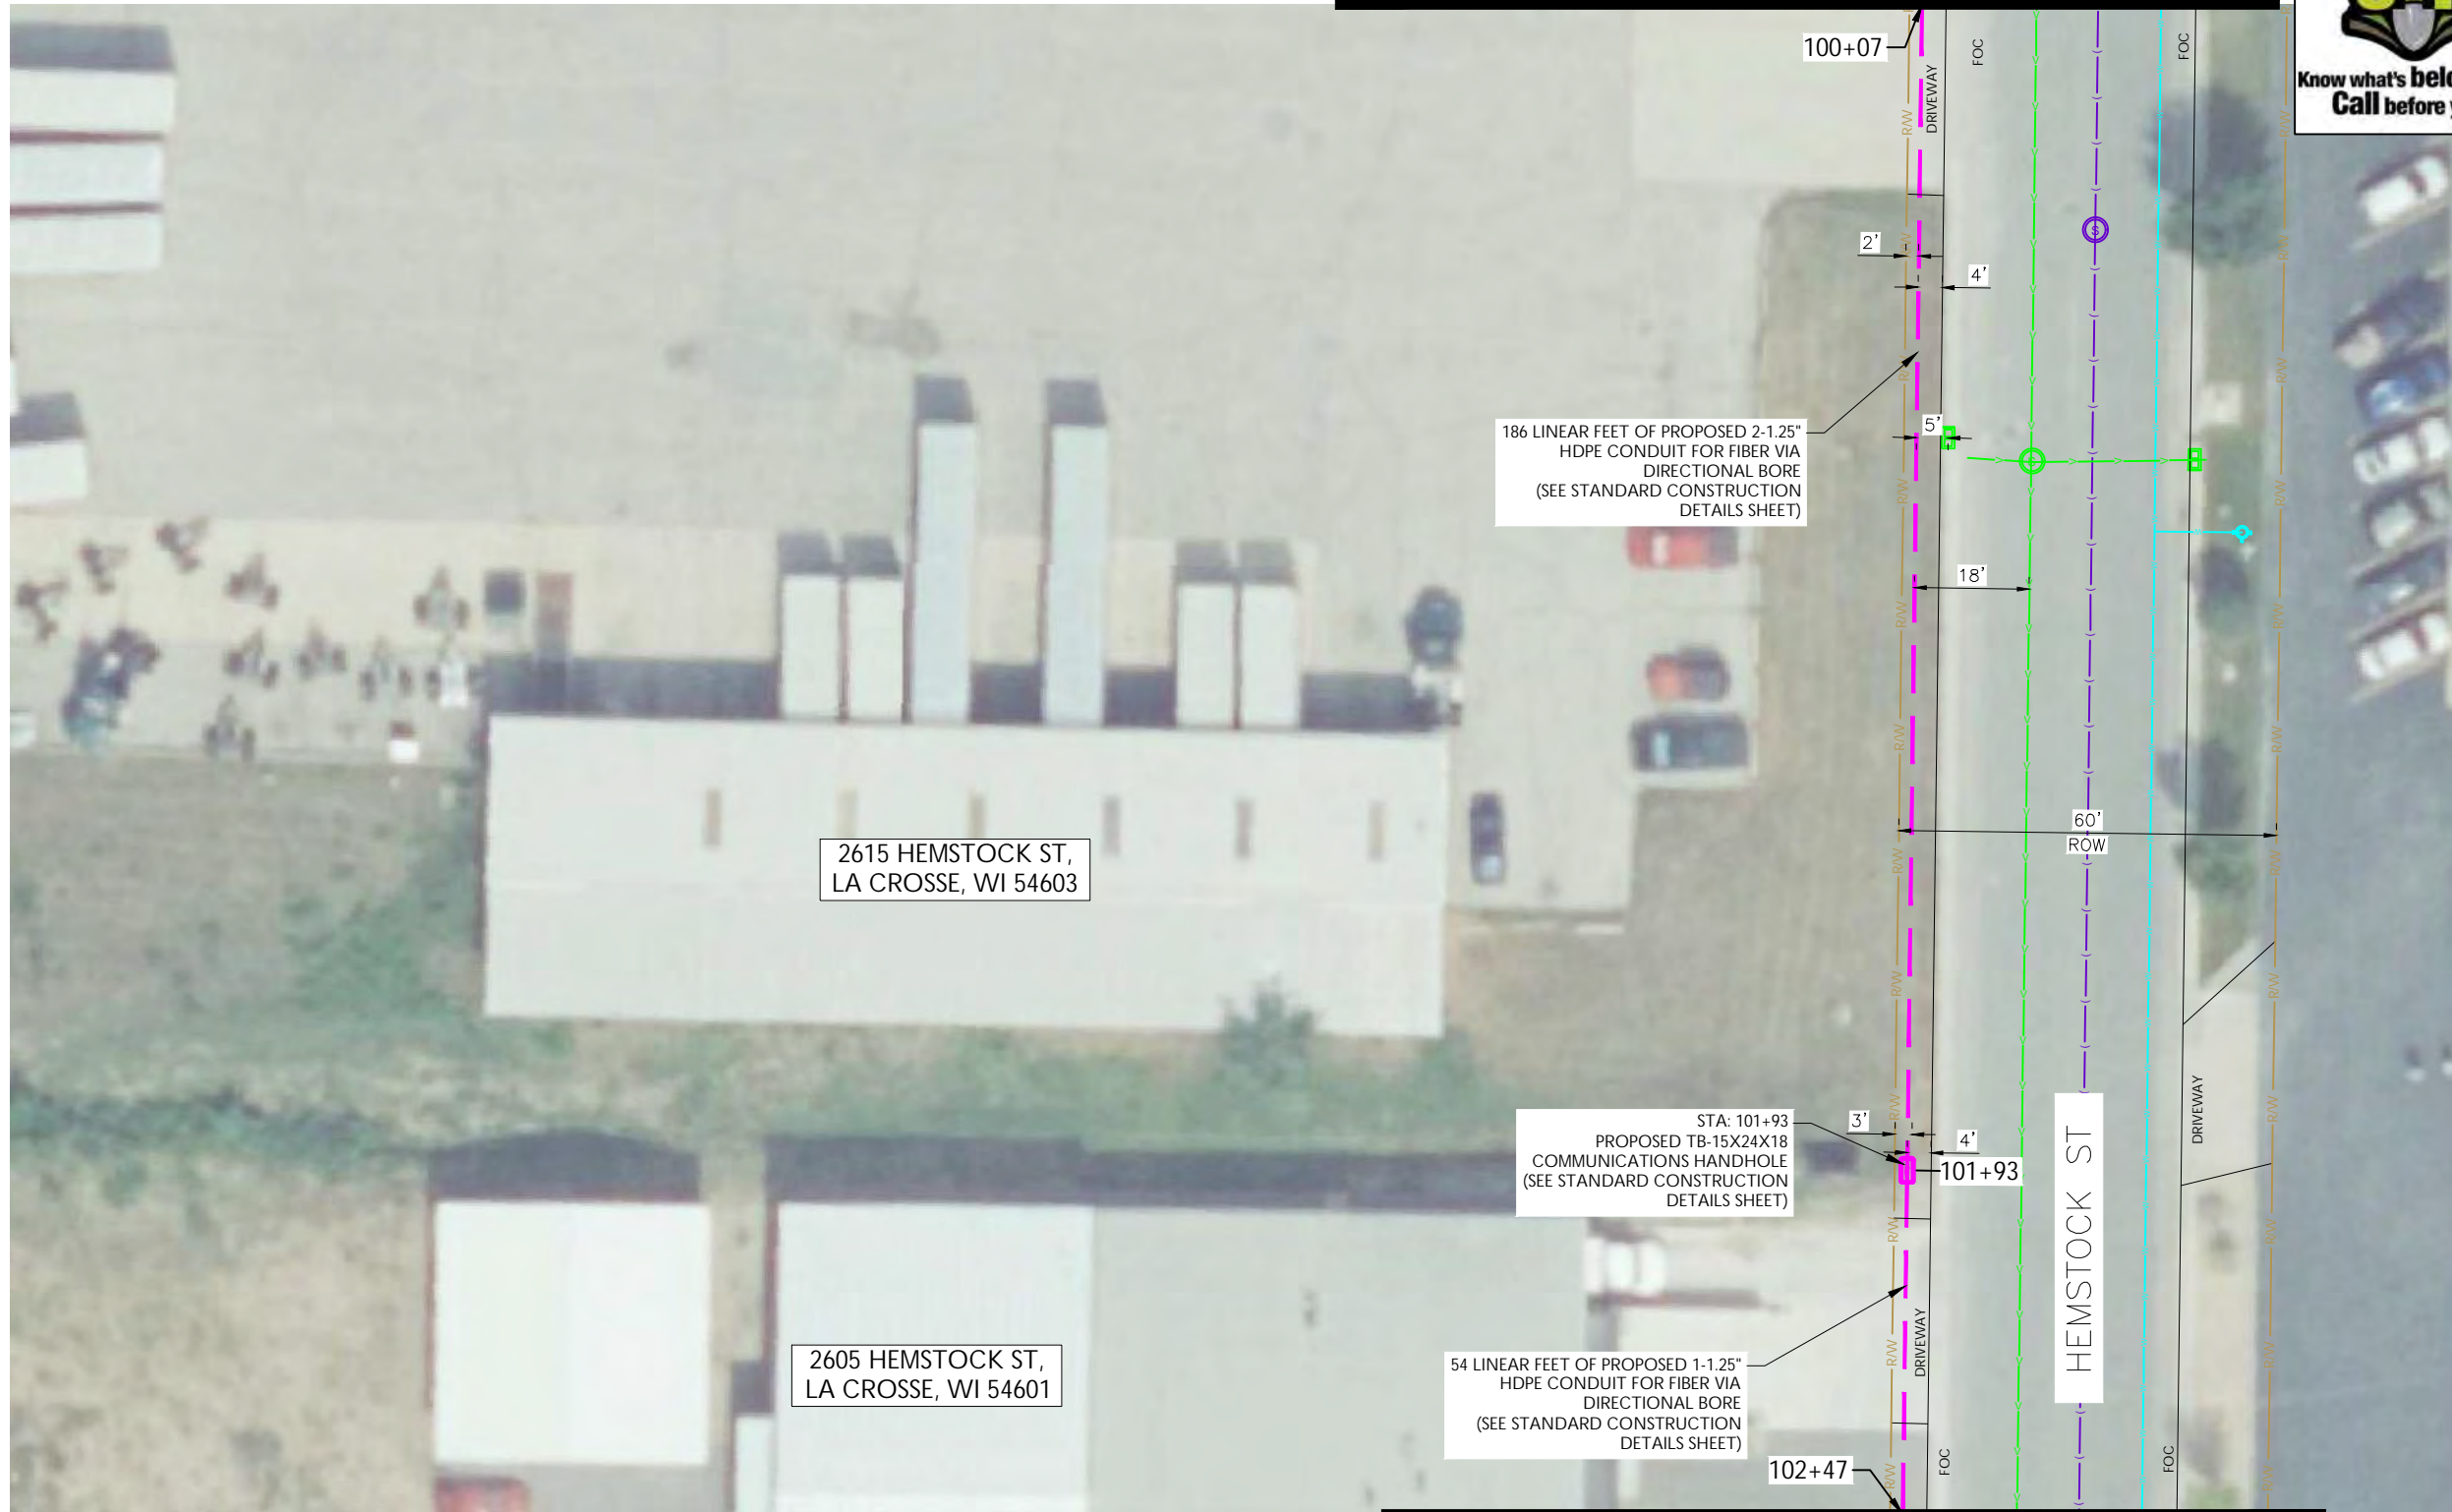 100+07
DRIVEWAY
FOC
FOC
Know what's
Call before
R/W
R/W
2'
4'
R/W
R/W
R/W
R/W
186 LINEAR FEET OF PROPOSED 2-1.25"
HDPE CONDUIT FOR FIBER VIA
DIRECTIONAL BORE
(SEE STANDARD CONSTRUCTION
DETAILS SHEET)
5'
S
S
R/W
R/W
18'
R/W
R/W
R/W
R/W
60'
ROW
2615 HEMSTOCK ST,
LA CROSSE, WI 54603
R/W
R/W
R/W
R/W
STA: 101+93
PROPOSED TB-15X24X18
COMMUNICATIONS HANDHOLE
(SEE STANDARD CONSTRUCTION
DETAILS SHEET)
3'
4'
101+93
R/W
R/W
DRIVEWAY
HEMSTOCK ST
R/W
R/W
DRIVEWAY
2605 HEMSTOCK ST,
LA CROSSE, WI 54601
54 LINEAR FEET OF PROPOSED 1-1.25"
HDPE CONDUIT FOR FIBER VIA
DIRECTIONAL BORE
(SEE STANDARD CONSTRUCTION
DETAILS SHEET)
R/W
R/W
102+47
R/W
FOC
FOC
R/W